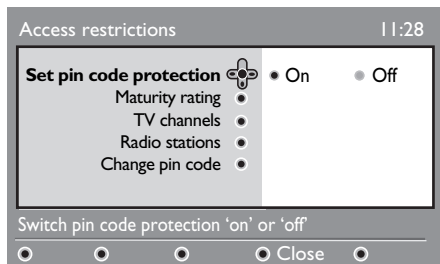 Access restrictions 11:28
Set pin code protection On Off
Maturity rating
TV channels
Radio stations
Change pin code
Switch pin code protection ‘on’ or ‘off’
Close